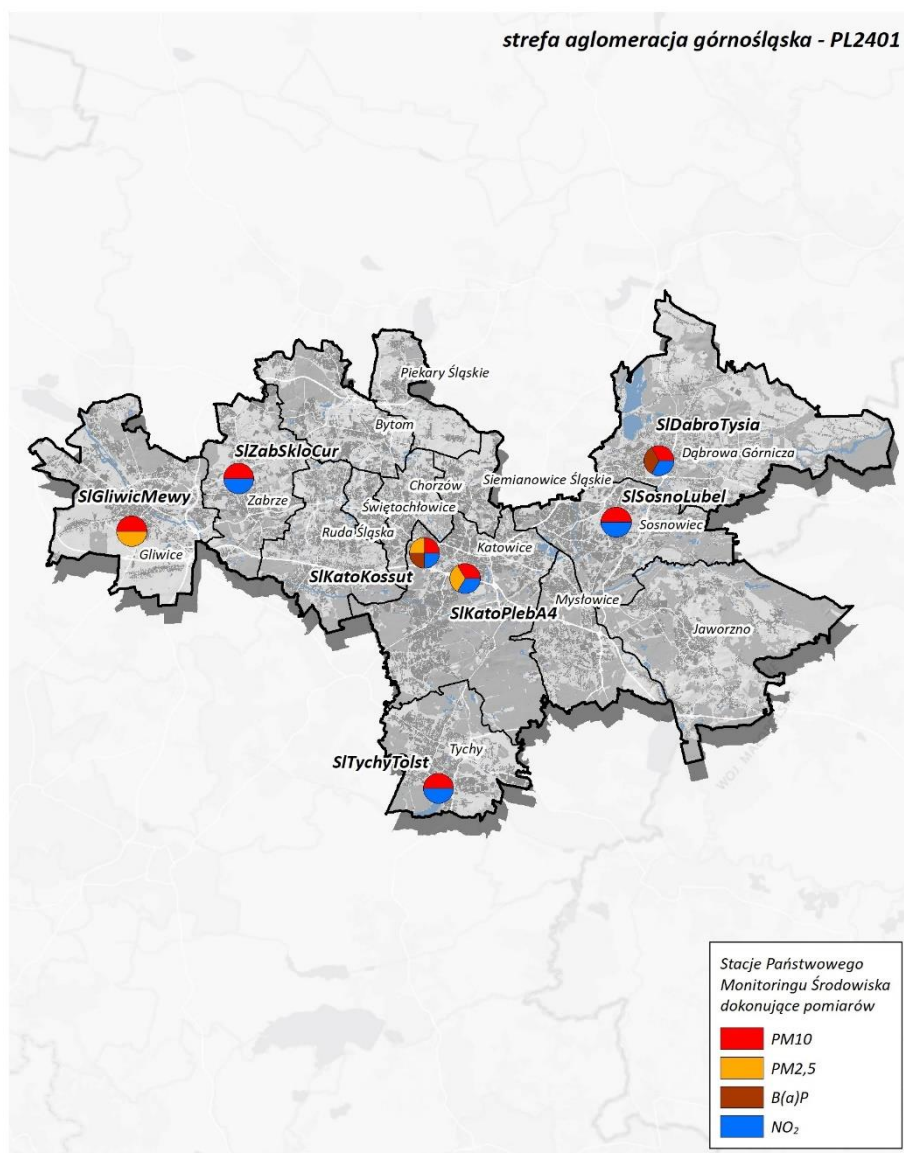 strefa aglomeracja górnośląska - PL2401
Piekary Śląskie
Bytom
SlDabroTysia
SlZabSkloCur
Dąbrowa Górnicza
Chorzów
Siemianowice Śląskie
SlGliwicMewy
Zabrze
Świętochłowice
SlSosnoLubel
Ruda Śląska
Sosnowiec
Gliwice
Katowice
SlKatoKossut
Mysłowice
SlKatoPlebA4
Jaworzno
Tychy
SlTychyTolst
Stacje Państwowego
Monitoringu Środowiska
dokonujące pomiarów
PM10
PM2,5
B(a)P
NO₂